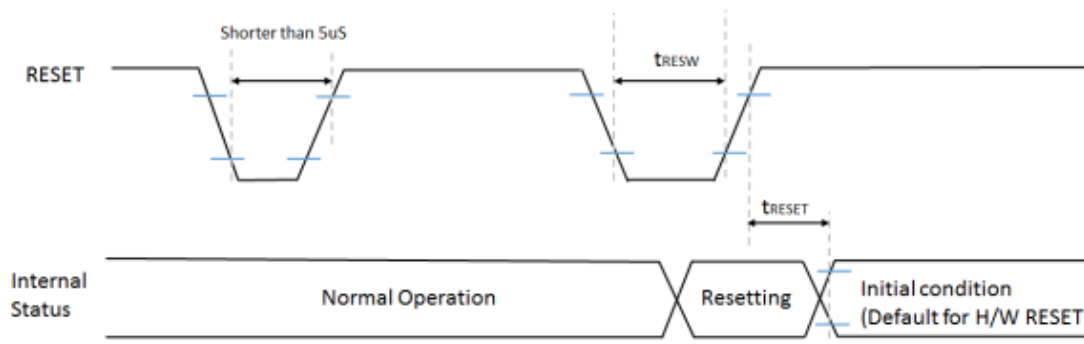 Shorter than 5uS
RESET
tRESW
tRESET
Internal
Status
Normal Operation
Resetting
Initial condition
(Default for H/W RESET